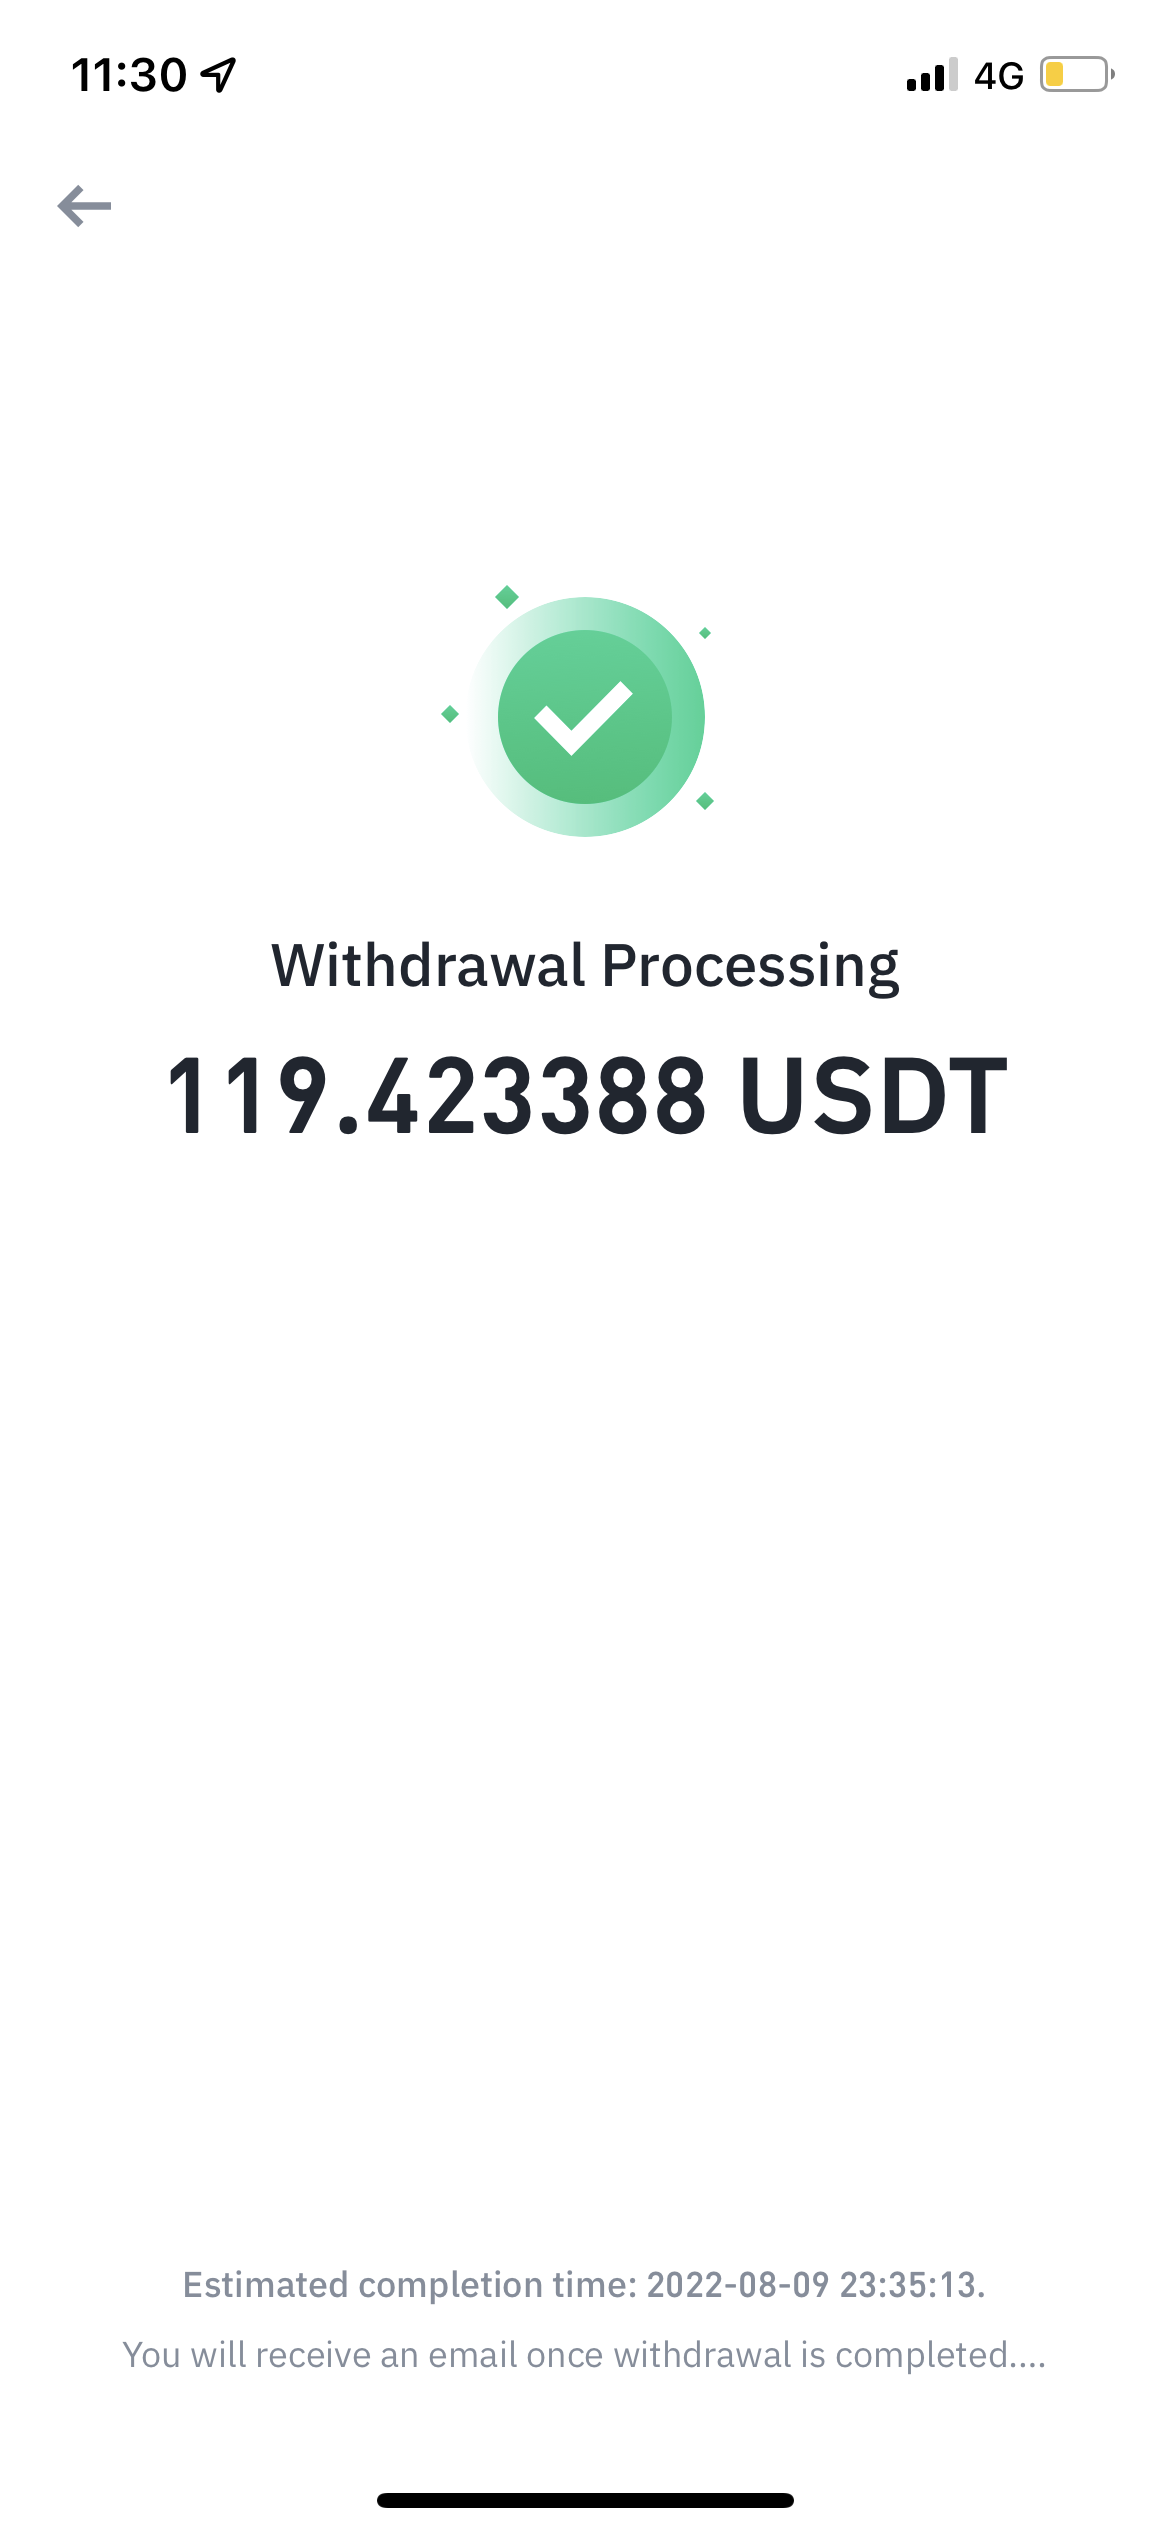 11:30
4G
Withdrawal Processing
119.423388 USDT
Estimated completion time: 2022-08-09 23:35:13.
You will receive an email once withdrawal is completed....